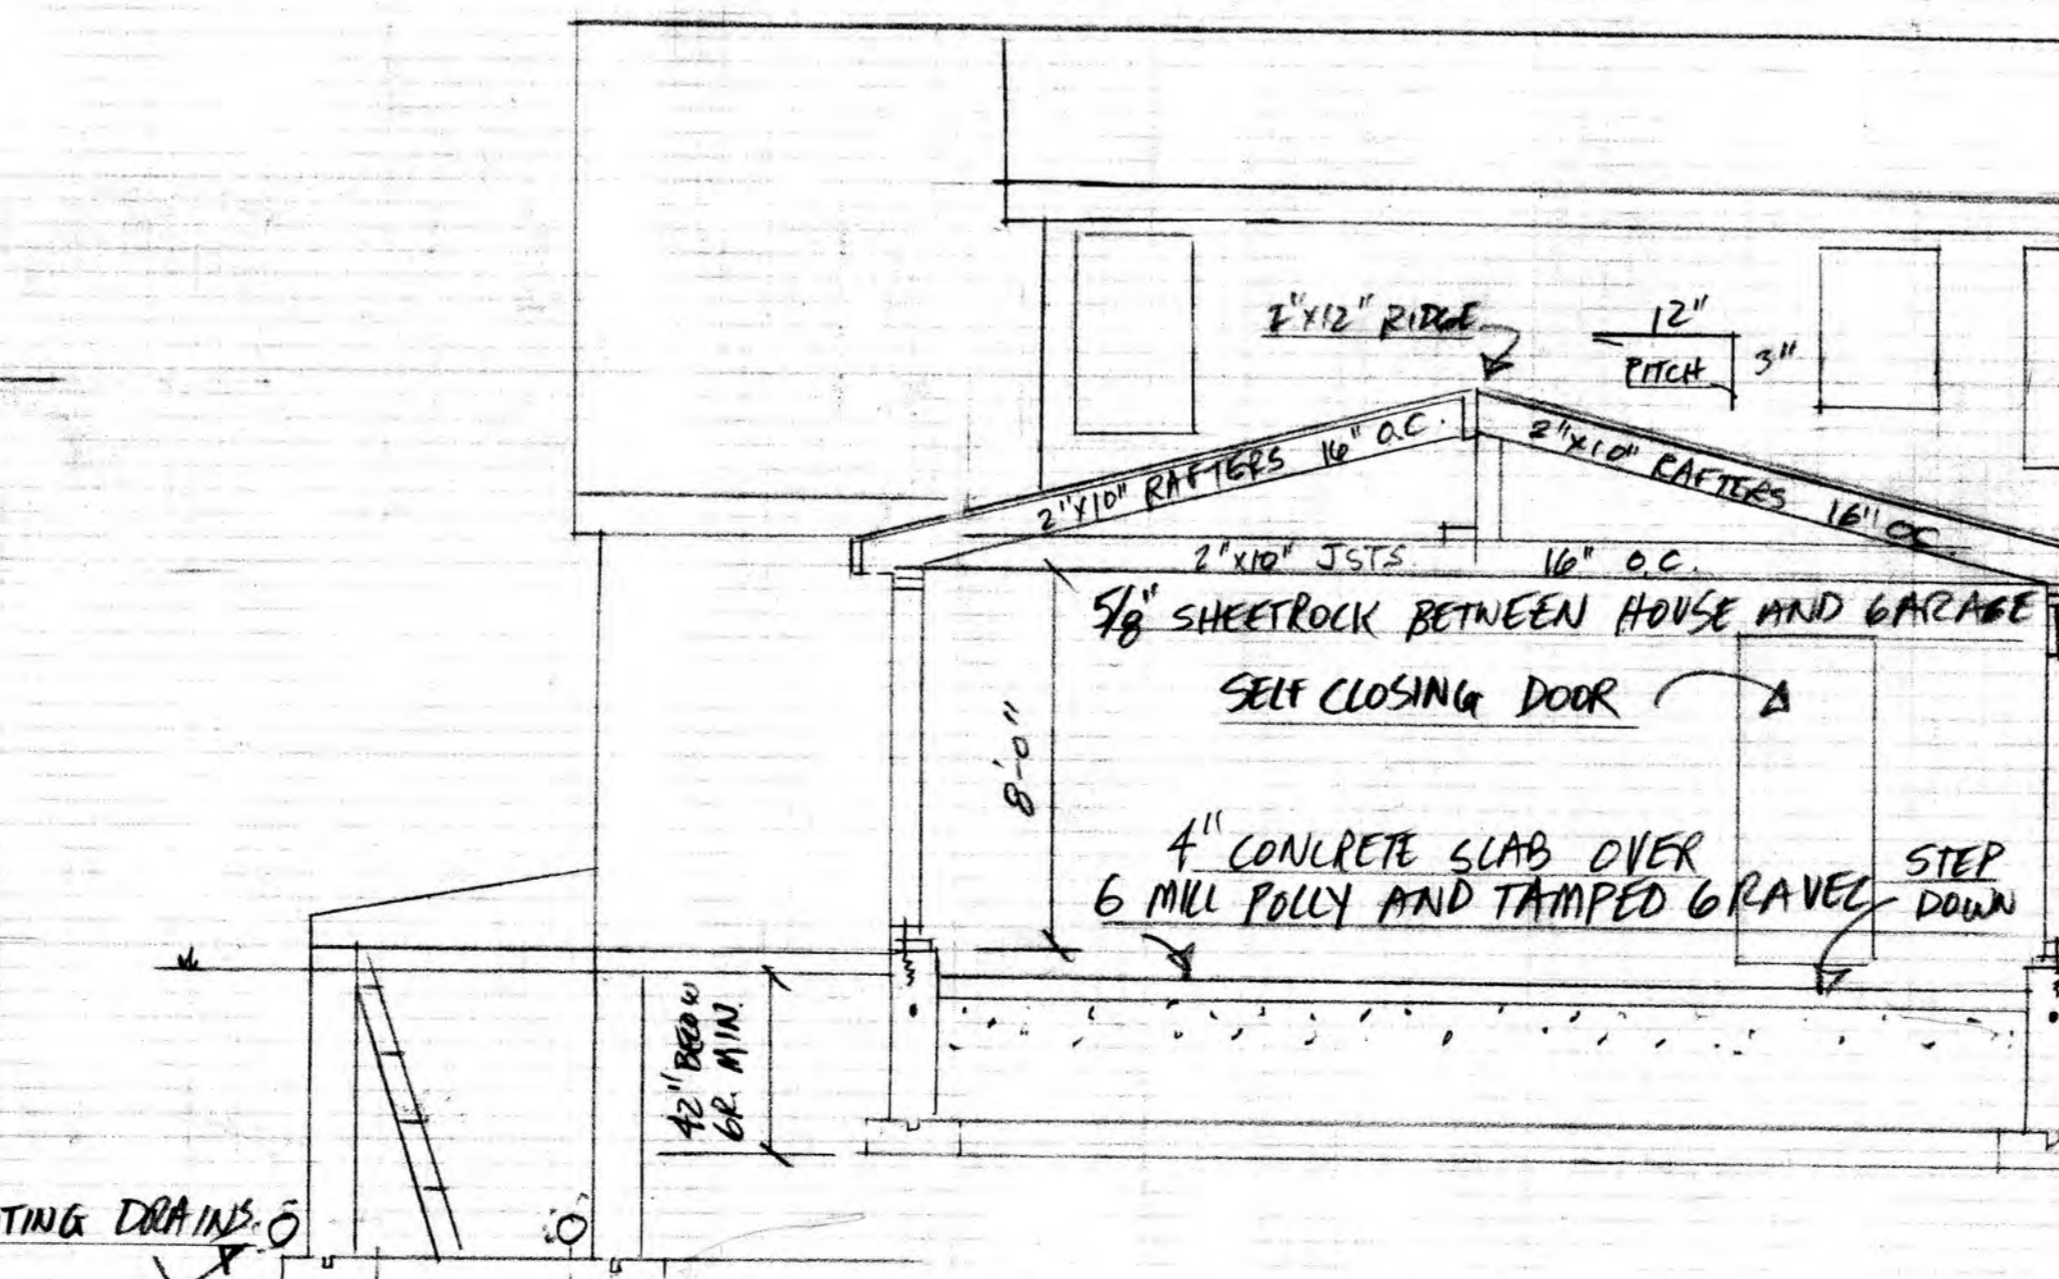 2"X12" RIDGE
12"
PITCH
3"
2"X10" RAFTERS 16" O.C.
2"X10" RAFTERS 16" OC.
2"X10" JSTS. 16" O.C.
5/8" SHEETROCK BETWEEN HOUSE AND GARAGE
SELF CLOSING DOOR
8'-0"
4" CONCRETE SLAB OVER
6 MILL POLLY AND TAMPED GRAVEL
STEP
DOWN
42" BELOW
GR. MIN
TING DRAINS